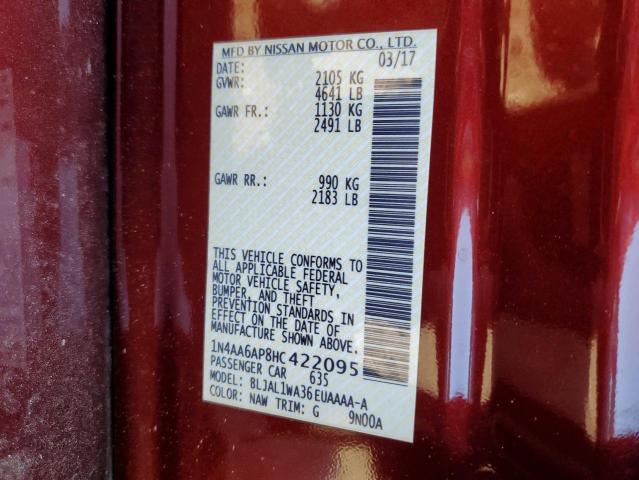 MFD BY NISSAN MOTOR CO., LTD.
DATE: 03/17
GVWR: 2105 KG
4641 LB
GAWR FR.: 1130 KG
2491 LB
GAWR RR.: 990 KG
2183 LB
THIS VEHICLE CONFORMS TO
ALL APPLICABLE FEDERAL
MOTOR VEHICLE SAFETY,
BUMPER, AND THEFT
PREVENTION STANDARDS IN
EFFECT ON THE DATE OF
MANUFACTURE SHOWN ABOVE.
1N4AA6AP8HC422095
PASSENGER CAR 635
MODEL: BLJAL1WA36EUAAAA-A
COLOR: NAW TRIM: G 9N00A